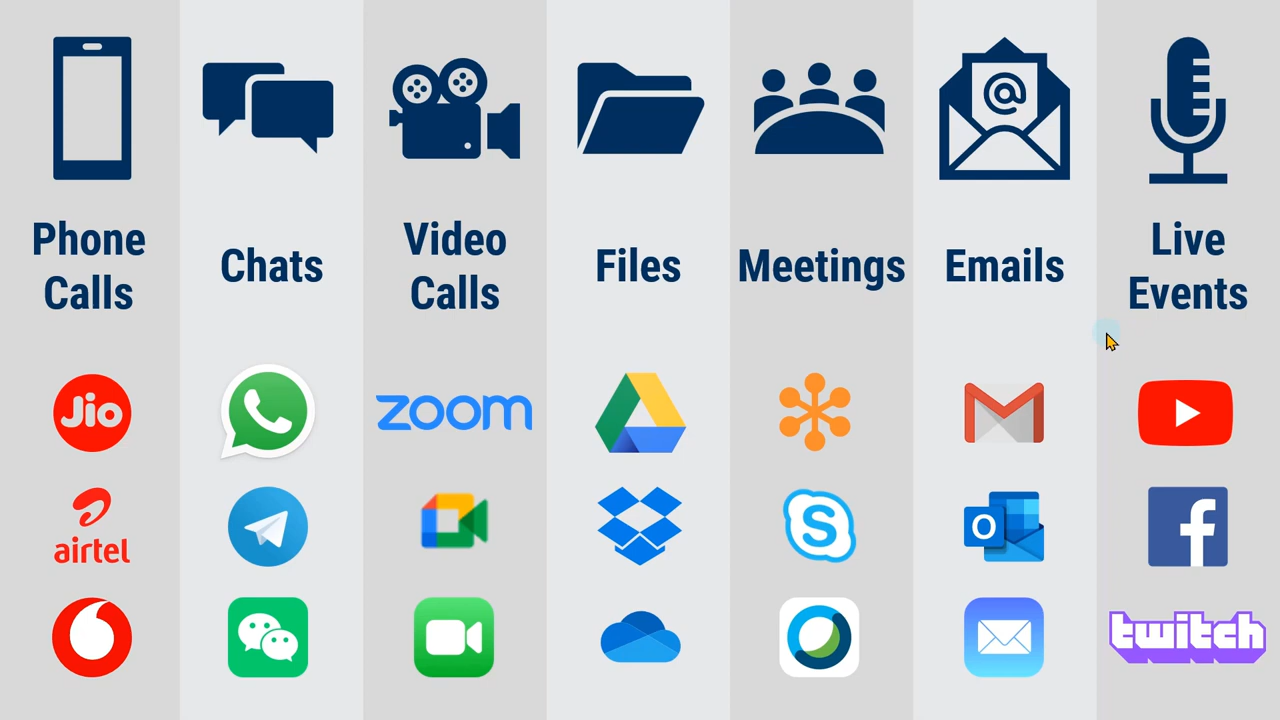 Phone
Calls
Chats
Video
Calls
Files
Meetings
@
Emails
Live
Events
Jio
zoom
airtel
S
O
f
twitch